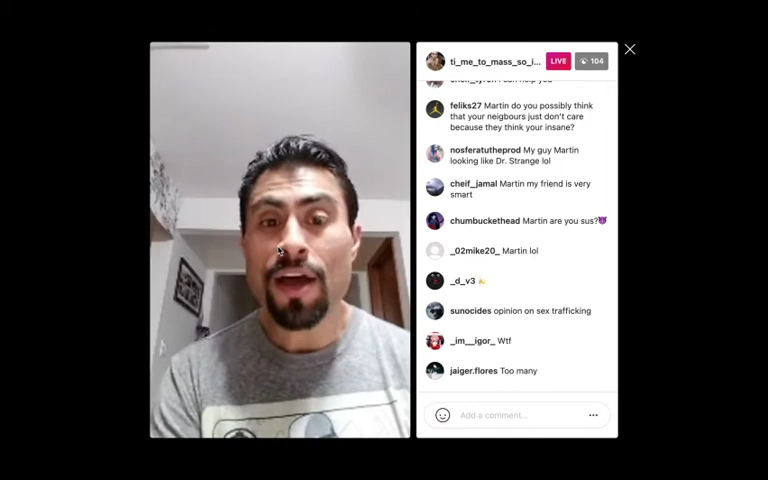 ti_me_to_mass_so_i...
LIVE
104
feliks27 Martin do you possibly think
that your neigbours just don't care
because they think your insane?
nosferatutheprod My guy Martin
looking like Dr. Strange lol
cheif_jamal Martin my friend is very
smart
chumbuckethead Martin are you sus?😈
_02mike20_ Martin lol
_d_v3
sunocides opinion on sex trafficking
_im__igor_ Wtf
jaiger.flores Too many
Add a comment...